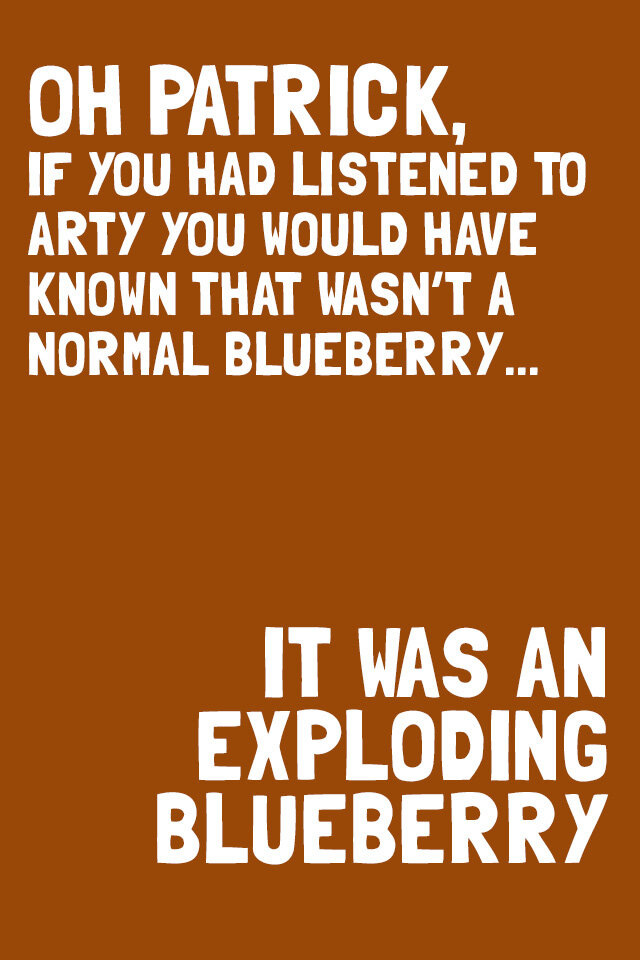 OH PATRICK,
IF YOU HAD LISTENED TO
ARTY YOU WOULD HAVE
KNOWN THAT WASN'T A
NORMAL BLUEBERRY...
IT WAS AN
EXPLODING
BLUEBERRY